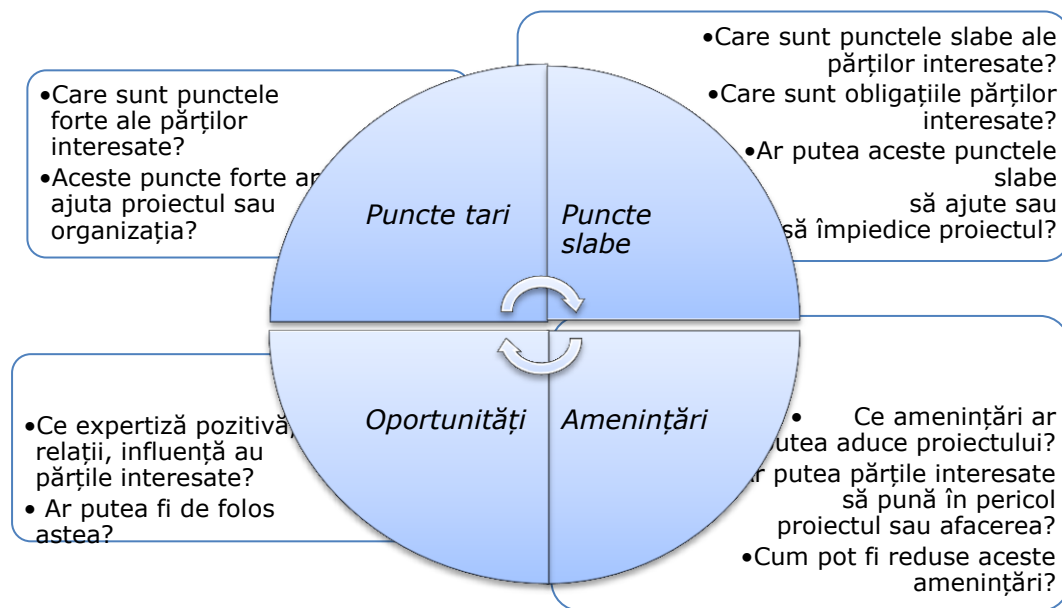 •Care sunt punctele
forte ale părților
interesate?
•Aceste puncte forte ar
ajuta proiectul sau
organizația?
•Care sunt punctele slabe ale
părților interesate?
•Care sunt obligațiile părților
interesate?
•Ar putea aceste punctele
slabe
să ajute sau
să împiedice proiectul?
Puncte tari
Puncte
slabe
Oportunități
Amenințări
•Ce expertiză pozitivă,
relații, influență au
părțile interesate?
• Ar putea fi de folos
astea?
• Ce amenințări ar
utea aduce proiectului?
r putea părțile interesate
să pună în pericol
proiectul sau afacerea?
•Cum pot fi reduse aceste
amenințări?